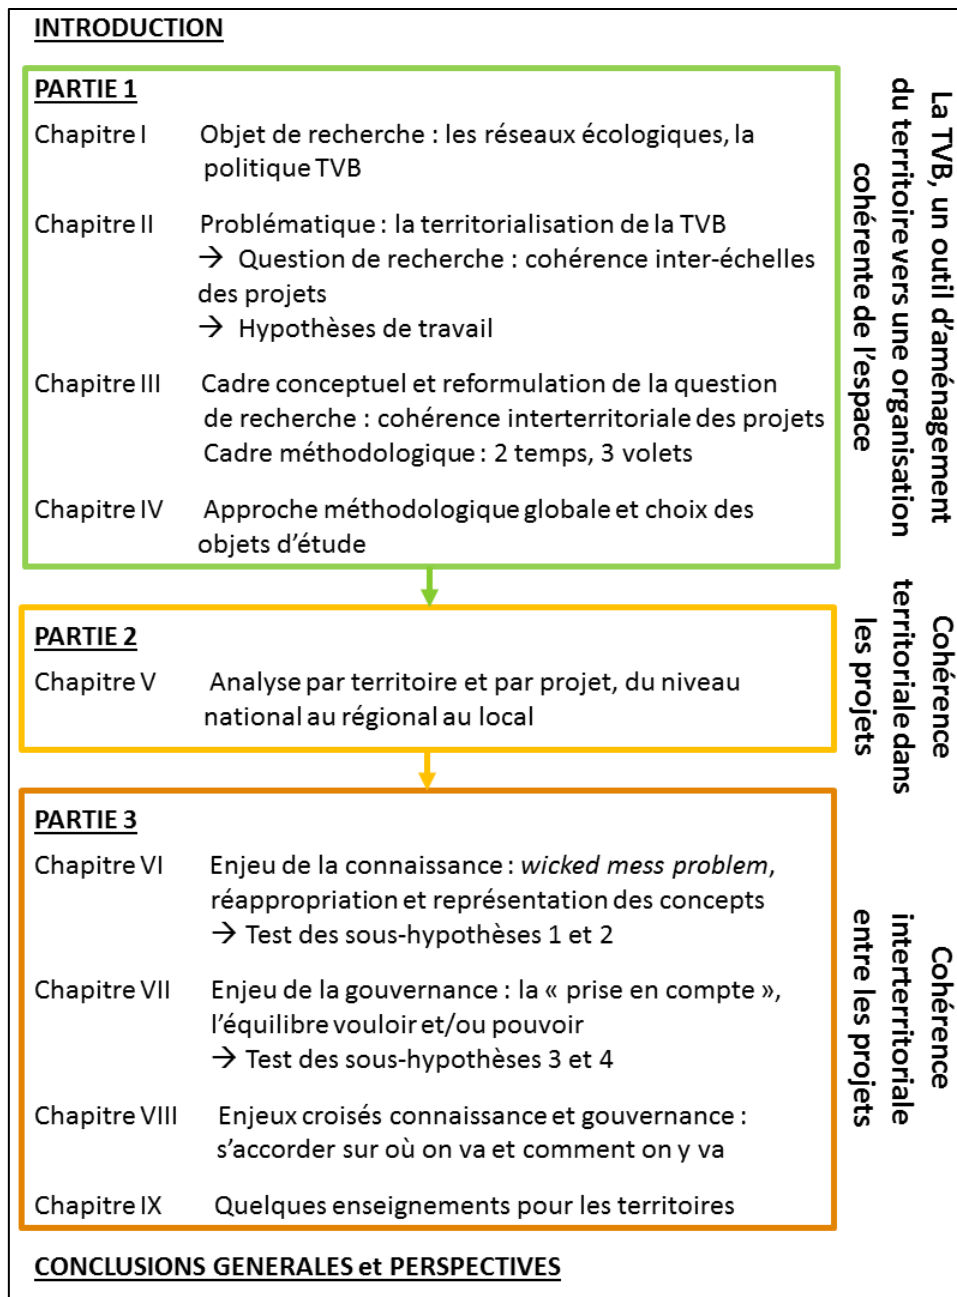 INTRODUCTION
PARTIE 1
Chapitre I Objet de recherche : les réseaux écologiques, la
politique TVB
Chapitre II Problématique : la territorialisation de la TVB
→ Question de recherche : cohérence inter-échelles
des projets
→ Hypothèses de travail
Chapitre III Cadre conceptuel et reformulation de la question
de recherche : cohérence interterritoriale des projets
Cadre méthodologique : 2 temps, 3 volets
Chapitre IV Approche méthodologique globale et choix des
objets d'étude
La TVB, un outil d'aménagement
du territoire vers une organisation
cohérente de l'espace
PARTIE 2
Chapitre V Analyse par territoire et par projet, du niveau
national au régional au local
Cohérence
territoriale dans
les projets
PARTIE 3
Chapitre VI Enjeu de la connaissance : wicked mess problem,
réappropriation et représentation des concepts
→ Test des sous-hypothèses 1 et 2
Chapitre VII Enjeu de la gouvernance : la « prise en compte »,
l'équilibre vouloir et/ou pouvoir
→ Test des sous-hypothèses 3 et 4
Chapitre VIII Enjeux croisés connaissance et gouvernance :
s'accorder sur où on va et comment on y va
Chapitre IX Quelques enseignements pour les territoires
Cohérence
interterritoriale
entre les projets
CONCLUSIONS GENERALES et PERSPECTIVES